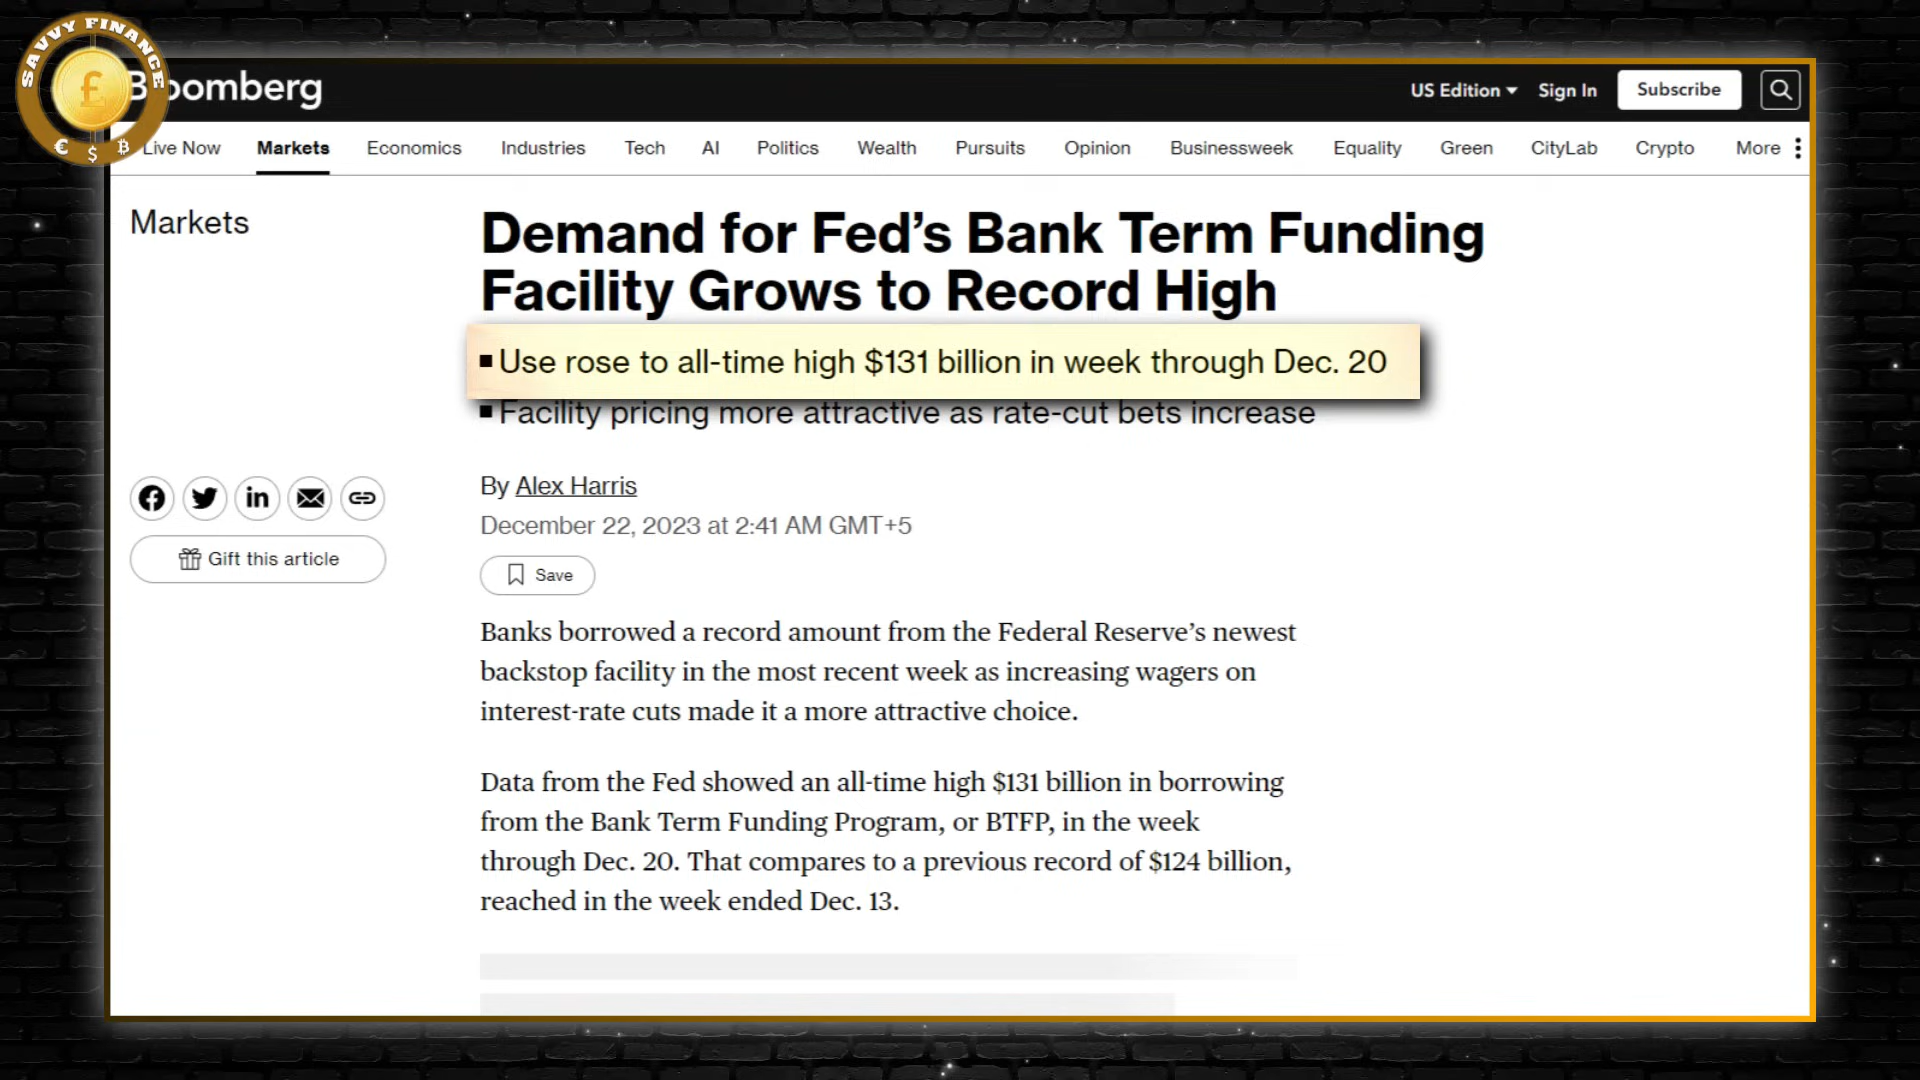 SAVVY FINANCE
£
€ $ ₿
Bloomberg
US Edition Sign In Subscribe
Live Now Markets Economics Industries Tech AI Politics Wealth Pursuits Opinion Businessweek Equality Green CityLab Crypto More
Markets
Demand for Fed’s Bank Term Funding
Facility Grows to Record High
Use rose to all-time high $131 billion in week through Dec. 20
Facility pricing more attractive as rate-cut bets increase
By Alex Harris
December 22, 2023 at 2:41 AM GMT+5
Gift this article
Save
Banks borrowed a record amount from the Federal Reserve’s newest
backstop facility in the most recent week as increasing wagers on
interest-rate cuts made it a more attractive choice.
Data from the Fed showed an all-time high $131 billion in borrowing
from the Bank Term Funding Program, or BTFP, in the week
through Dec. 20. That compares to a previous record of $124 billion,
reached in the week ended Dec. 13.